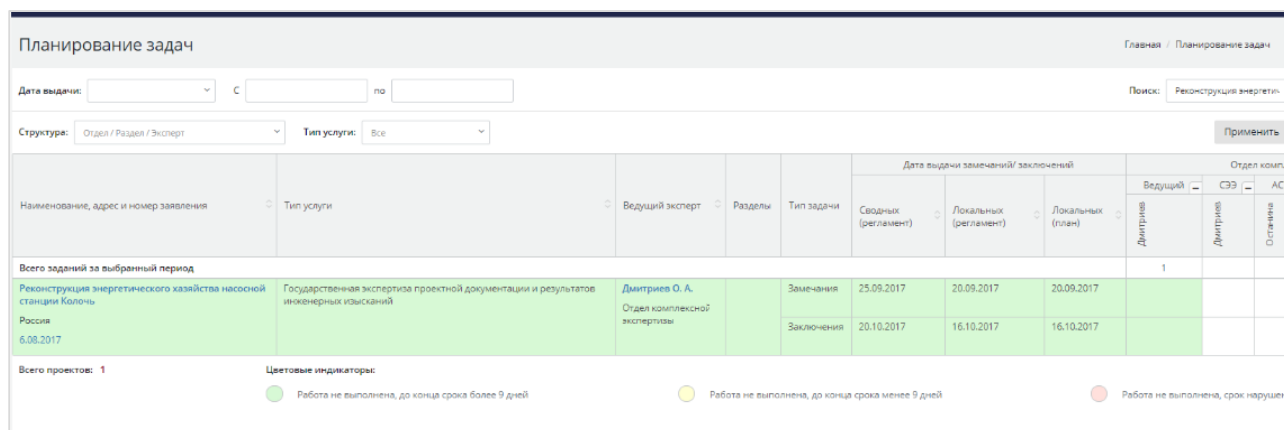 Планирование задач
Главная / Планирование задач
Дата выдачи: С по
Поиск: Реконструкция энергетич
Структура: Отдел / Раздел / Эксперт Тип услуги: Все
Применить
Дата выдачи замечаний/ заключений Отдел комп
Ведущий СЭЭ АС
Наименование, адрес и номер заявления Тип услуги Ведущий эксперт Разделы Тип задачи
Сводных (регламент) Локальных (регламент) Локальных (план)
Дмитриев Дмитриев Останина
Всего заданий за выбранный период 1
Реконструкция энергетического хазяйства насосной
станции Колочь
Россия
6.08.2017
Государственная экспертиза проектной документации и результатов
инженерных изысканий
Дмитриев О. А.
Отдел комплексной
экспертизы
Замечания 25.09.2017 20.09.2017 20.09.2017
Заключения 20.10.2017 16.10.2017 16.10.2017
Всего проектов: 1 Цветовые индикаторы:
Работа не выполнена, до конца срока более 9 дней
Работа не выполнена, до конца срока менее 9 дней
Работа не выполнена, срок нарушен